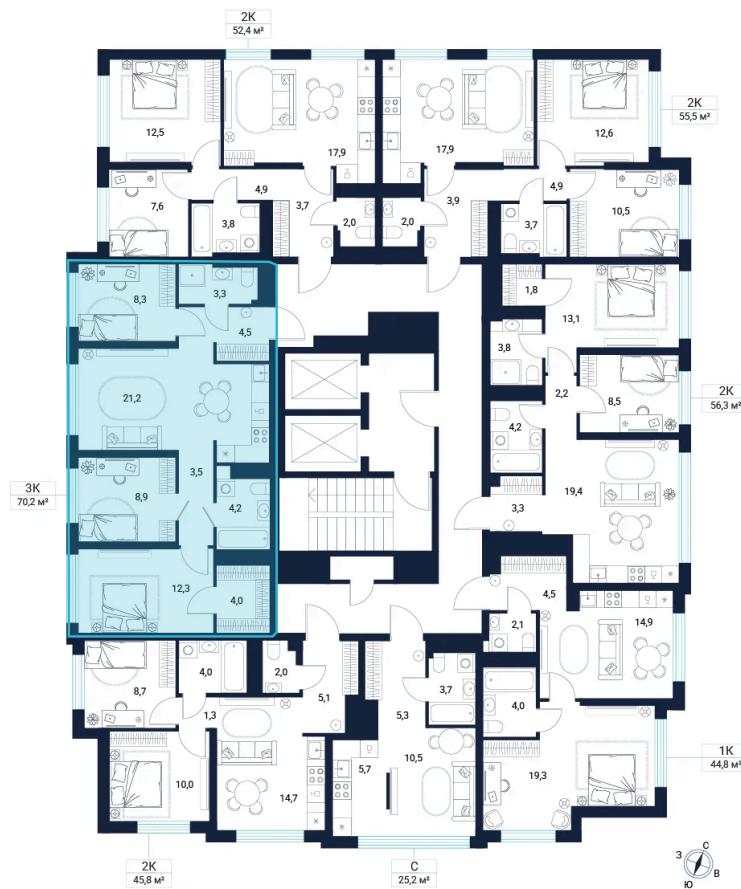 2К
52,4 м²
12,5
17,9
17,9
12,6
2К
55,5 м²
7,6
4,9
3,8
3,7
2,0
2,0
3,9
3,7
4,9
10,5
8,3
3,3
4,5
1,8
13,1
3,8
21,2
2,2
8,5
2К
56,3 м²
4,2
3,5
8,9
4,2
3К
70,2 м²
19,4
3,3
12,3
4,0
4,5
2,1
14,9
8,7
4,0
2,0
5,1
3,7
5,3
4,0
1,3
10,0
14,7
5,7
10,5
19,3
1К
44,8 м²
2К
45,8 м²
С
25,2 м²
С
З
В
Ю